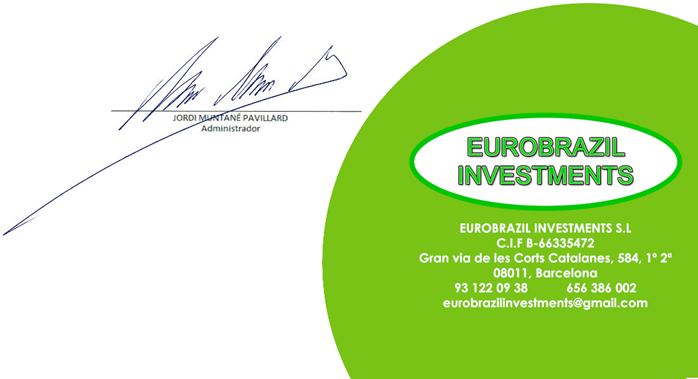 JORDI MUNTANÉ PAVILLARD
Administrador
EUROBRAZIL
INVESTMENTS
EUROBRAZIL INVESTMENTS S.L
C.I.F B-66335472
Gran via de les Corts Catalanes, 584, 1º 2ª
08011, Barcelona
93 122 09 38 656 386 002
eurobrazilinvestments@gmail.com